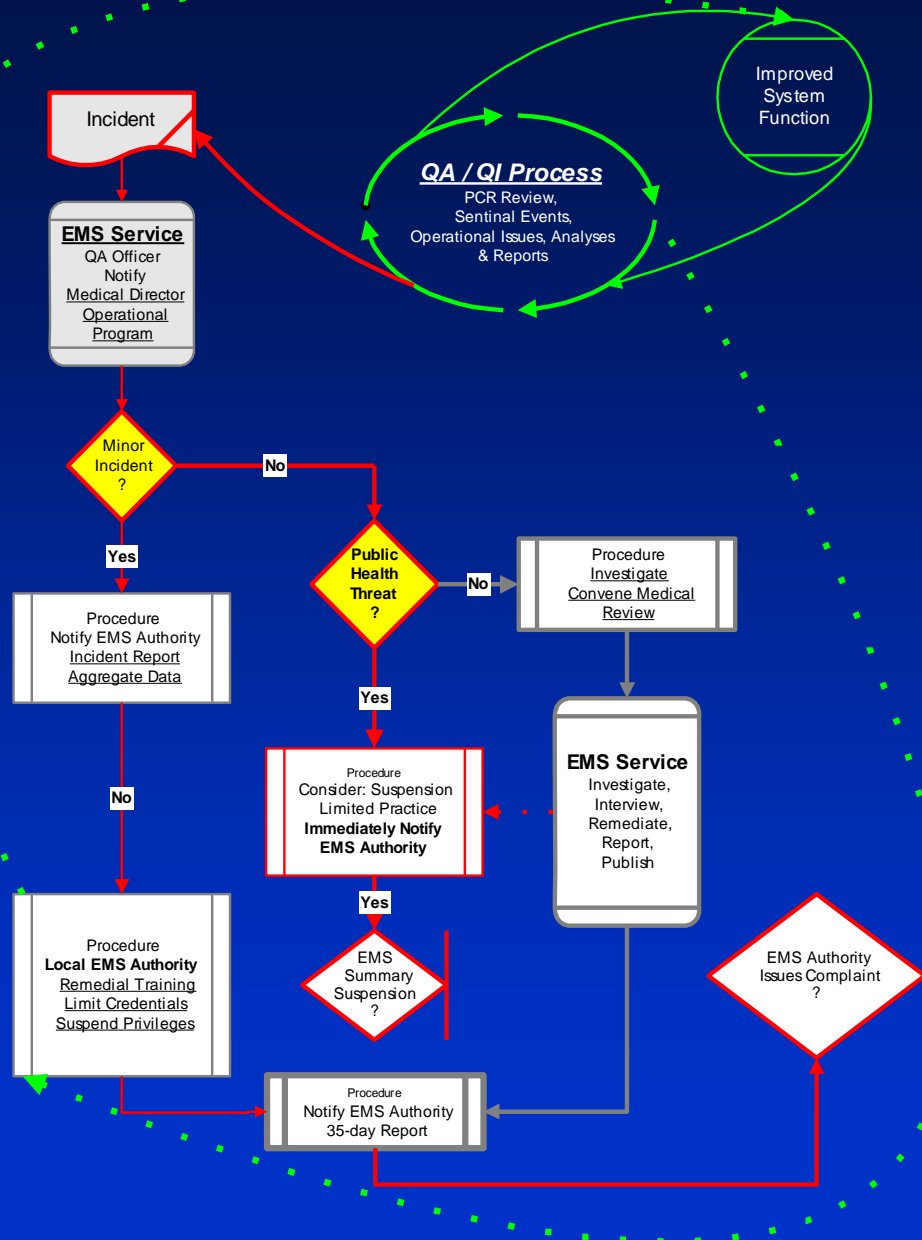 Improved
System
Function
Incident
QA / QI Process
PCR Review,
Sentinal Events,
Operational Issues, Analyses
& Reports
EMS Service
QA Officer
Notify
Medical Director
Operational
Program
Minor
Incident
?
No
Yes
Public
Health
Threat
?
No
Procedure
Investigate
Convene Medical
Review
Procedure
Notify EMS Authority
Incident Report
Aggregate Data
Yes
No
Procedure
Consider: Suspension
Limited Practice
Immediately Notify
EMS Authority
EMS Service
Investigate,
Interview,
Remediate,
Report,
Publish
Yes
Procedure
Local EMS Authority
Remedial Training
Limit Credentials
Suspend Privileges
EMS
Summary
Suspension
?
EMS Authority
Issues Complaint
?
Procedure
Notify EMS Authority
35-day Report